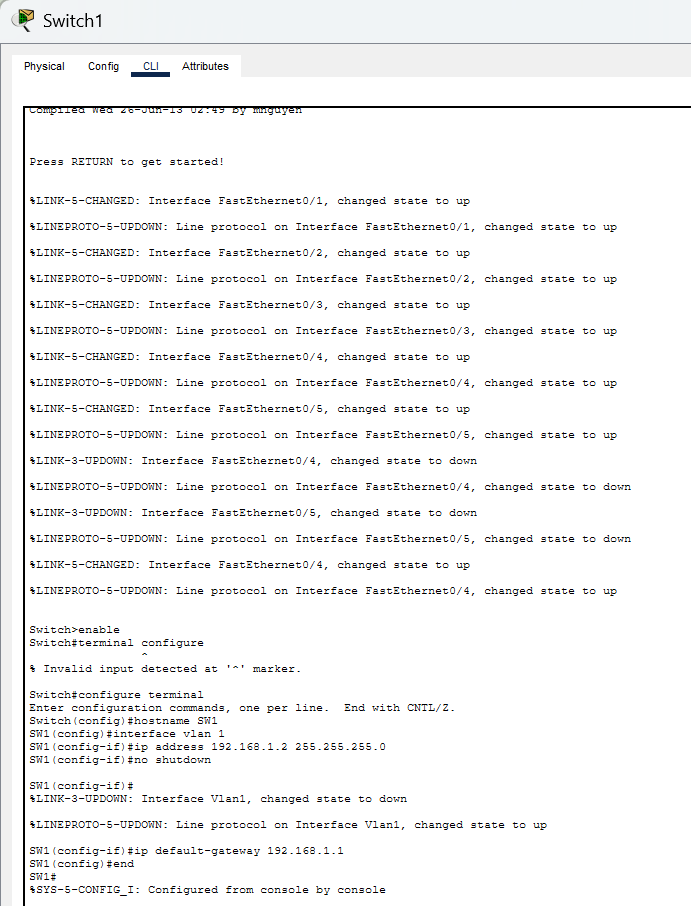 Switch1
Physical Config CLI Attributes
Compiled Wed 26-Jun-13 02:49 by mnguyen
Press RETURN to get started!
%LINK-5-CHANGED: Interface FastEthernet0/1, changed state to up
%LINEPROTO-5-UPDOWN: Line protocol on Interface FastEthernet0/1, changed state to up
%LINK-5-CHANGED: Interface FastEthernet0/2, changed state to up
%LINEPROTO-5-UPDOWN: Line protocol on Interface FastEthernet0/2, changed state to up
%LINK-5-CHANGED: Interface FastEthernet0/3, changed state to up
%LINEPROTO-5-UPDOWN: Line protocol on Interface FastEthernet0/3, changed state to up
%LINK-5-CHANGED: Interface FastEthernet0/4, changed state to up
%LINEPROTO-5-UPDOWN: Line protocol on Interface FastEthernet0/4, changed state to up
%LINK-5-CHANGED: Interface FastEthernet0/5, changed state to up
%LINEPROTO-5-UPDOWN: Line protocol on Interface FastEthernet0/5, changed state to up
%LINK-3-UPDOWN: Interface FastEthernet0/4, changed state to down
%LINEPROTO-5-UPDOWN: Line protocol on Interface FastEthernet0/4, changed state to down
%LINK-3-UPDOWN: Interface FastEthernet0/5, changed state to down
%LINEPROTO-5-UPDOWN: Line protocol on Interface FastEthernet0/5, changed state to down
%LINK-5-CHANGED: Interface FastEthernet0/4, changed state to up
%LINEPROTO-5-UPDOWN: Line protocol on Interface FastEthernet0/4, changed state to up
Switch>enable
Switch#terminal configure
^
% Invalid input detected at '^' marker.
Switch#configure terminal
Enter configuration commands, one per line. End with CNTL/Z.
Switch(config)#hostname SW1
SW1(config)#interface vlan 1
SW1(config-if)#ip address 192.168.1.2 255.255.255.0
SW1(config-if)#no shutdown
SW1(config-if)#
%LINK-3-UPDOWN: Interface Vlan1, changed state to down
%LINEPROTO-5-UPDOWN: Line protocol on Interface Vlan1, changed state to up
SW1(config-if)#ip default-gateway 192.168.1.1
SW1(config)#end
SW1#
%SYS-5-CONFIG_I: Configured from console by console